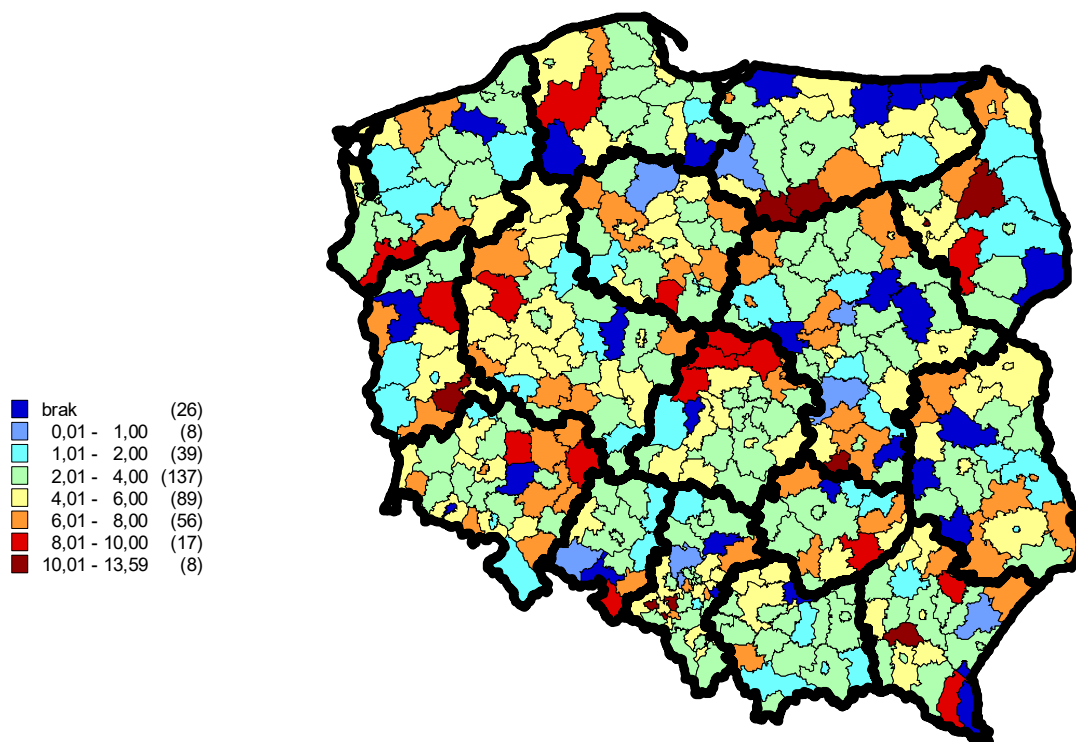 brak (26)
0,01 - 1,00 (8)
1,01 - 2,00 (39)
2,01 - 4,00 (137)
4,01 - 6,00 (89)
6,01 - 8,00 (56)
8,01 - 10,00 (17)
10,01 - 13,59 (8)